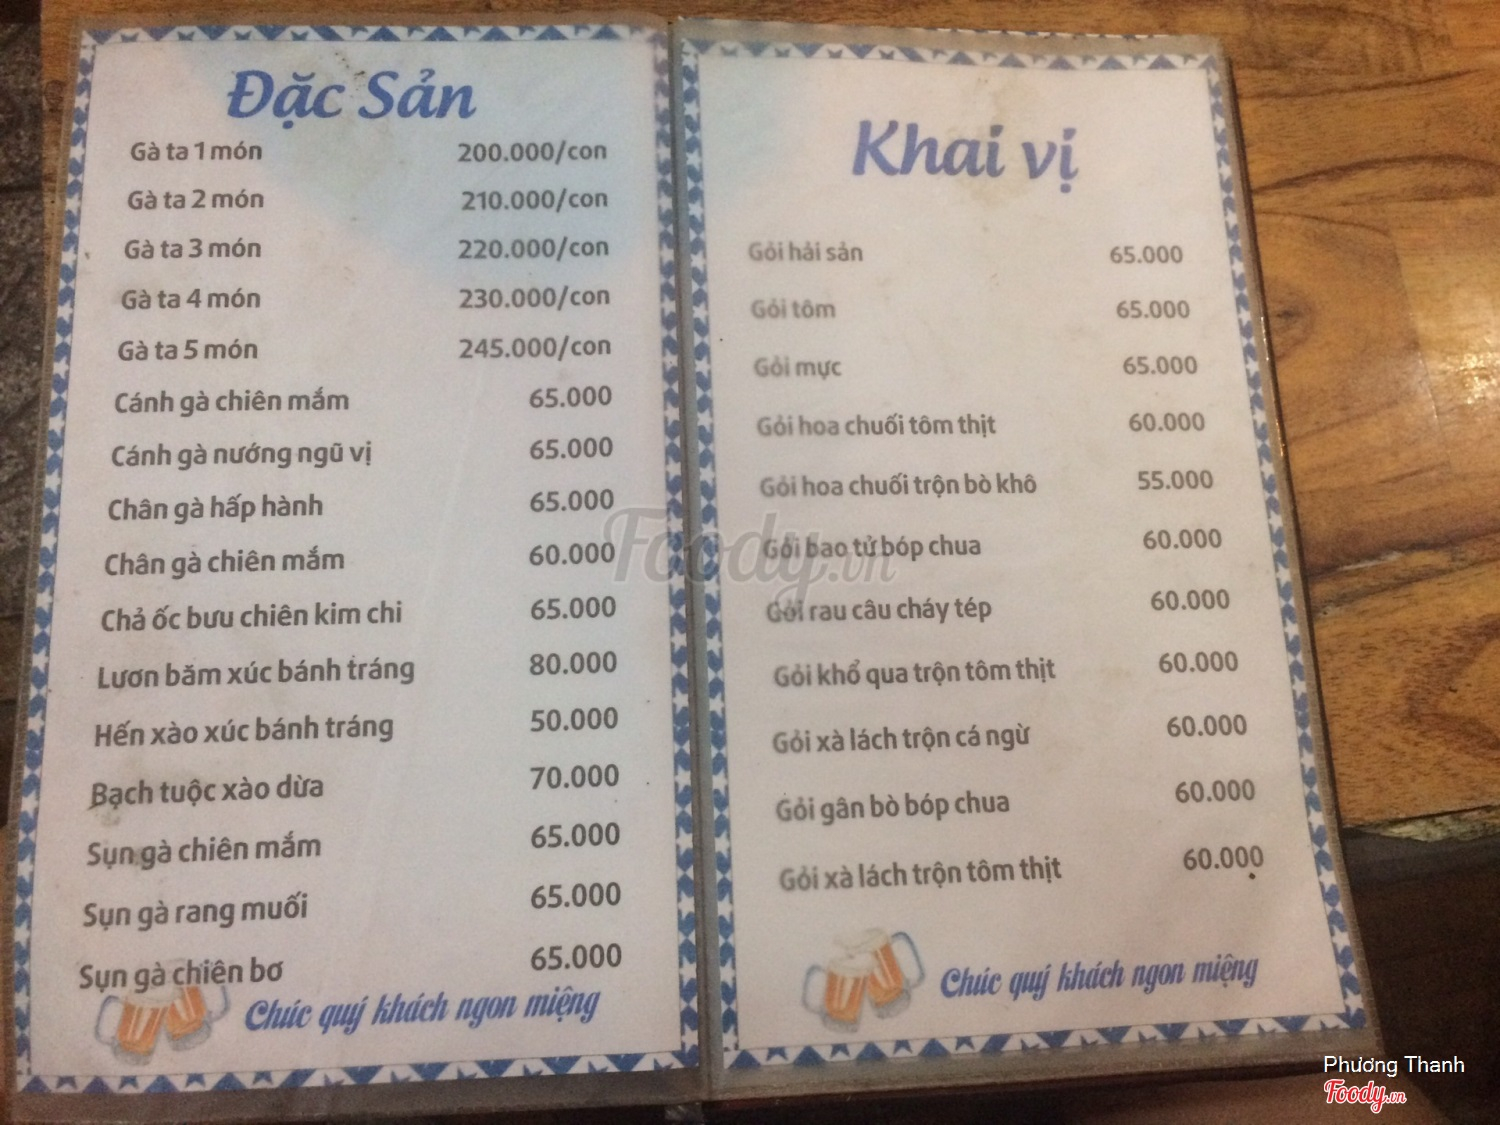 Đặc Sản
Gà ta 1 món 200.000/con
Gà ta 2 món 210.000/con
Gà ta 3 món 220.000/con
Gà ta 4 món 230.000/con
Gà ta 5 món 245.000/con
Cánh gà chiên mắm 65.000
Cánh gà nướng ngũ vị 65.000
Chân gà hấp hành 65.000
Chân gà chiên mắm 60.000
Chả ốc bưu chiên kim chi 65.000
Lươn băm xúc bánh tráng 80.000
Hến xào xúc bánh tráng 50.000
Bạch tuộc xào dừa 70.000
Sụn gà chiên mắm 65.000
Sụn gà rang muối 65.000
Sụn gà chiên bơ 65.000
Chúc quý khách ngon miệng
Khai vị
Gỏi hải sản 65.000
Gỏi tôm 65.000
Gỏi mực 65.000
Gỏi hoa chuối tôm thịt 60.000
Gỏi hoa chuối trộn bò khô 55.000
Gỏi bao tử bóp chua 60.000
Gỏi rau câu cháy tép 60.000
Gỏi khổ qua trộn tôm thịt 60.000
Gỏi xà lách trộn cá ngừ 60.000
Gỏi gân bò bóp chua 60.000
Gỏi xà lách trộn tôm thịt 60.000
Chúc quý khách ngon miệng
Foody.vn
Phương Thanh
Foody.vn